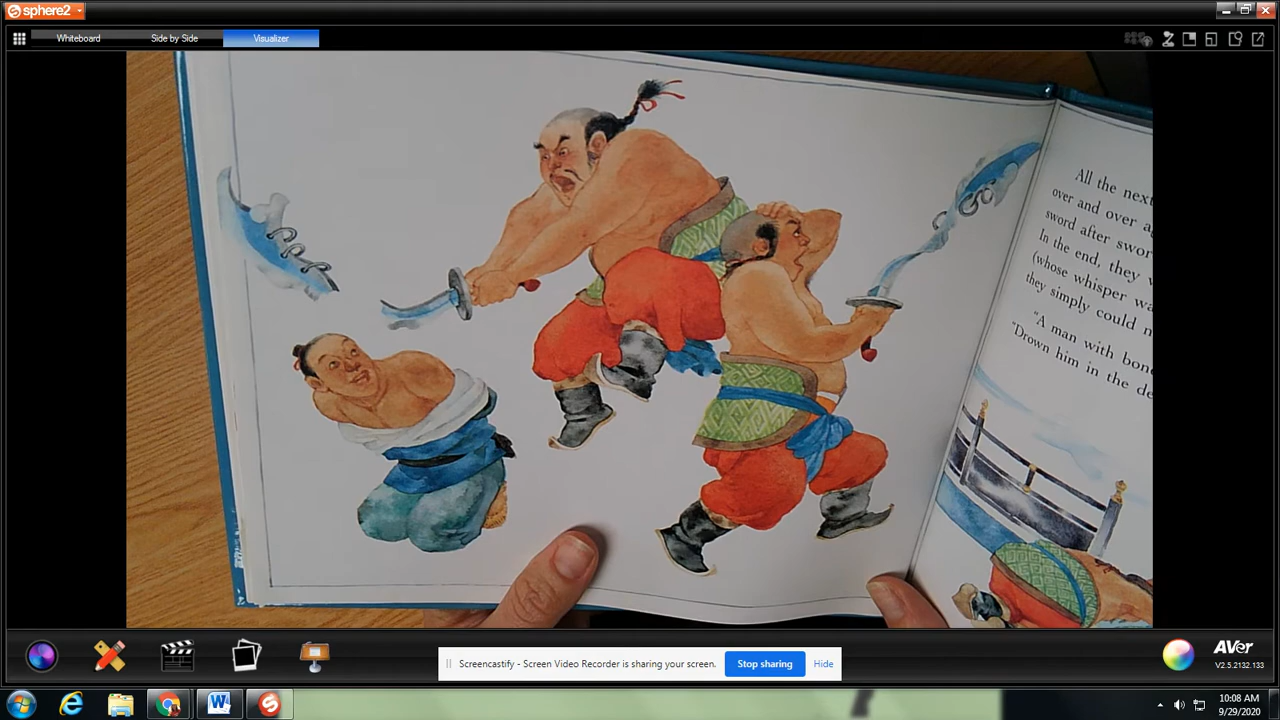 sphere2
Whiteboard
Side by Side
Visualizer
All the next
over and over a
sword after swor
In the end, they w
(whose whisper wa
they simply could n
"A man with bone
"Drown him in the de
Screencastify - Screen Video Recorder is sharing your screen.
Stop sharing
Hide
AVer
V2.5.2132.133
10:08 AM
9/29/2020